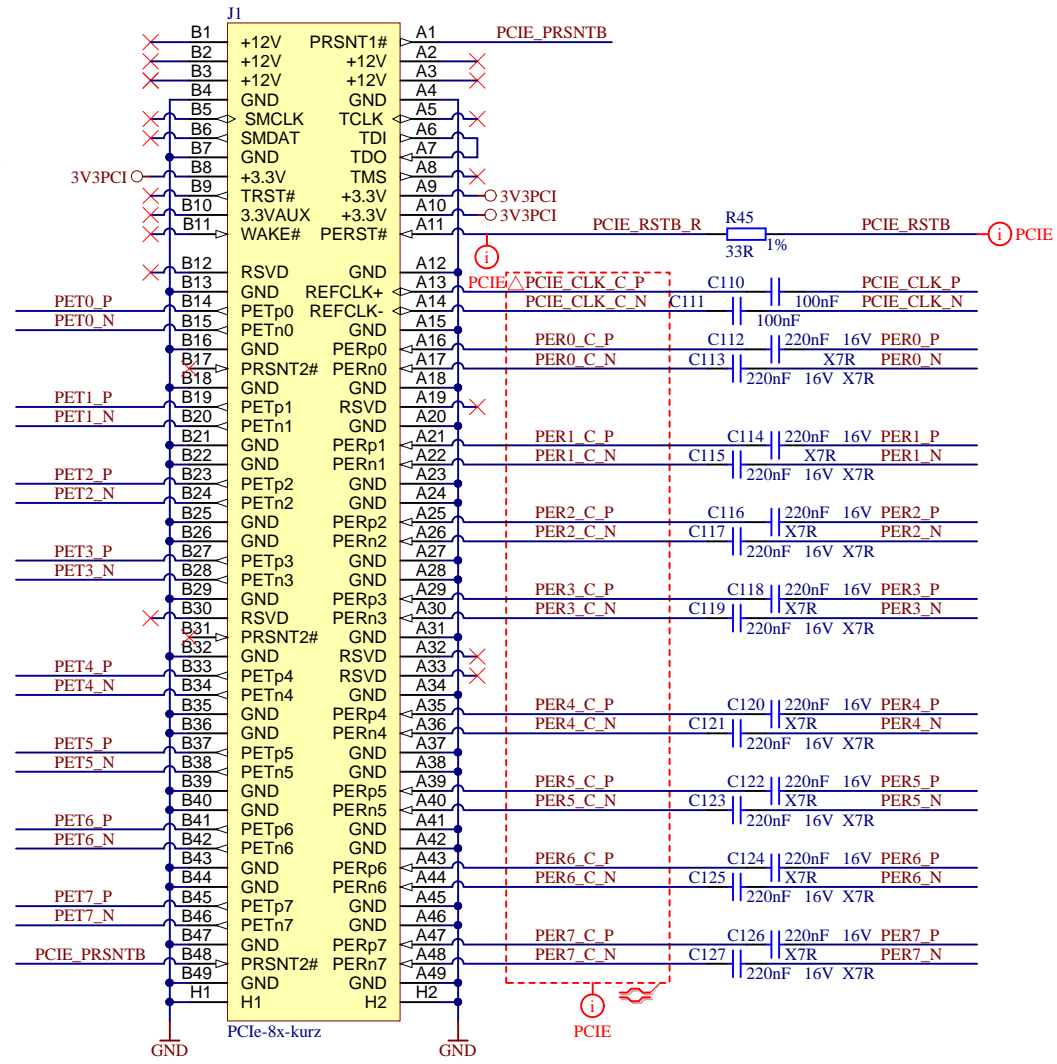 J1
B1 +12V PRSNT1# A1 PCIE_PRSNTB
B2 +12V +12V A2
B3 +12V +12V A3
B4 GND GND A4
B5 SMCLK TCLK A5
B6 SMDAT TDI A6
B7 GND TDO A7
3V3PCI B8 +3.3V TMS A8
B9 TRST# +3.3V A9 3V3PCI
B10 3.3VAUX +3.3V A10 3V3PCI
B11 WAKE# PERST# A11 PCIE_RSTB_R R45 33R 1% PCIE_RSTB i PCIE
i
PCIE
B12 RSVD GND A12
B13 GND REFCLK+ A13 PCIE_CLK_C_P C110 100nF PCIE_CLK_P
PET0_P B14 PETp0 REFCLK- A14 PCIE_CLK_C_N C111 100nF PCIE_CLK_N
PET0_N B15 PETn0 GND A15
B16 GND PERp0 A16 PER0_C_P C112 220nF 16V X7R PER0_P
B17 PRSNT2# PERn0 A17 PER0_C_N C113 220nF 16V X7R PER0_N
B18 GND GND A18
PET1_P B19 PETp1 RSVD A19
PET1_N B20 PETn1 GND A20
B21 GND PERp1 A21 PER1_C_P C114 220nF 16V X7R PER1_P
B22 GND PERn1 A22 PER1_C_N C115 220nF 16V X7R PER1_N
PET2_P B23 PETp2 GND A23
PET2_N B24 PETn2 GND A24
B25 GND PERp2 A25 PER2_C_P C116 220nF 16V X7R PER2_P
B26 GND PERn2 A26 PER2_C_N C117 220nF 16V X7R PER2_N
PET3_P B27 PETp3 GND A27
PET3_N B28 PETn3 GND A28
B29 GND PERp3 A29 PER3_C_P C118 220nF 16V X7R PER3_P
B30 RSVD PERn3 A30 PER3_C_N C119 220nF 16V X7R PER3_N
B31 PRSNT2# GND A31
B32 GND RSVD A32
PET4_P B33 PETp4 RSVD A33
PET4_N B34 PETn4 GND A34
B35 GND PERp4 A35 PER4_C_P C120 220nF 16V X7R PER4_P
B36 GND PERn4 A36 PER4_C_N C121 220nF 16V X7R PER4_N
PET5_P B37 PETp5 GND A37
PET5_N B38 PETn5 GND A38
B39 GND PERp5 A39 PER5_C_P C122 220nF 16V X7R PER5_P
B40 GND PERn5 A40 PER5_C_N C123 220nF 16V X7R PER5_N
PET6_P B41 PETp6 GND A41
PET6_N B42 PETn6 GND A42
B43 GND PERp6 A43 PER6_C_P C124 220nF 16V X7R PER6_P
B44 GND PERn6 A44 PER6_C_N C125 220nF 16V X7R PER6_N
PET7_P B45 PETp7 GND A45
PET7_N B46 PETn7 GND A46
B47 GND PERp7 A47 PER7_C_P C126 220nF 16V X7R PER7_P
PCIE_PRSNTB B48 PRSNT2# PERn7 A48 PER7_C_N C127 220nF 16V X7R PER7_N
B49 GND GND A49
H1 H1 H2 H2
i
PCIE
PCIe-8x-kurz
GND GND